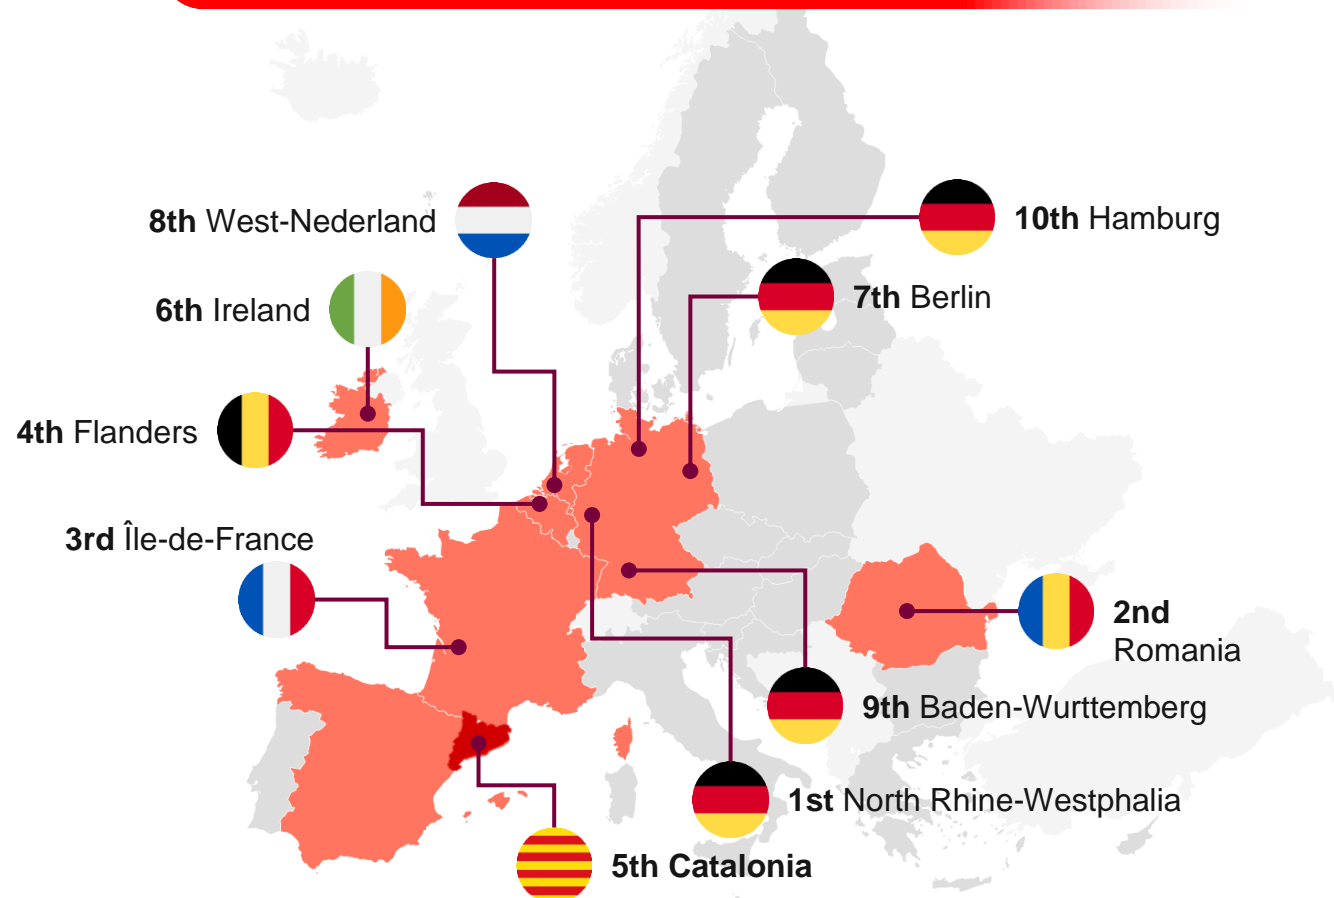 8th West-Nederland
10th Hamburg
6th Ireland
7th Berlin
4th Flanders
3rd Île-de-France
2nd
Romania
9th Baden-Wurttemberg
1st North Rhine-Westphalia
5th Catalonia